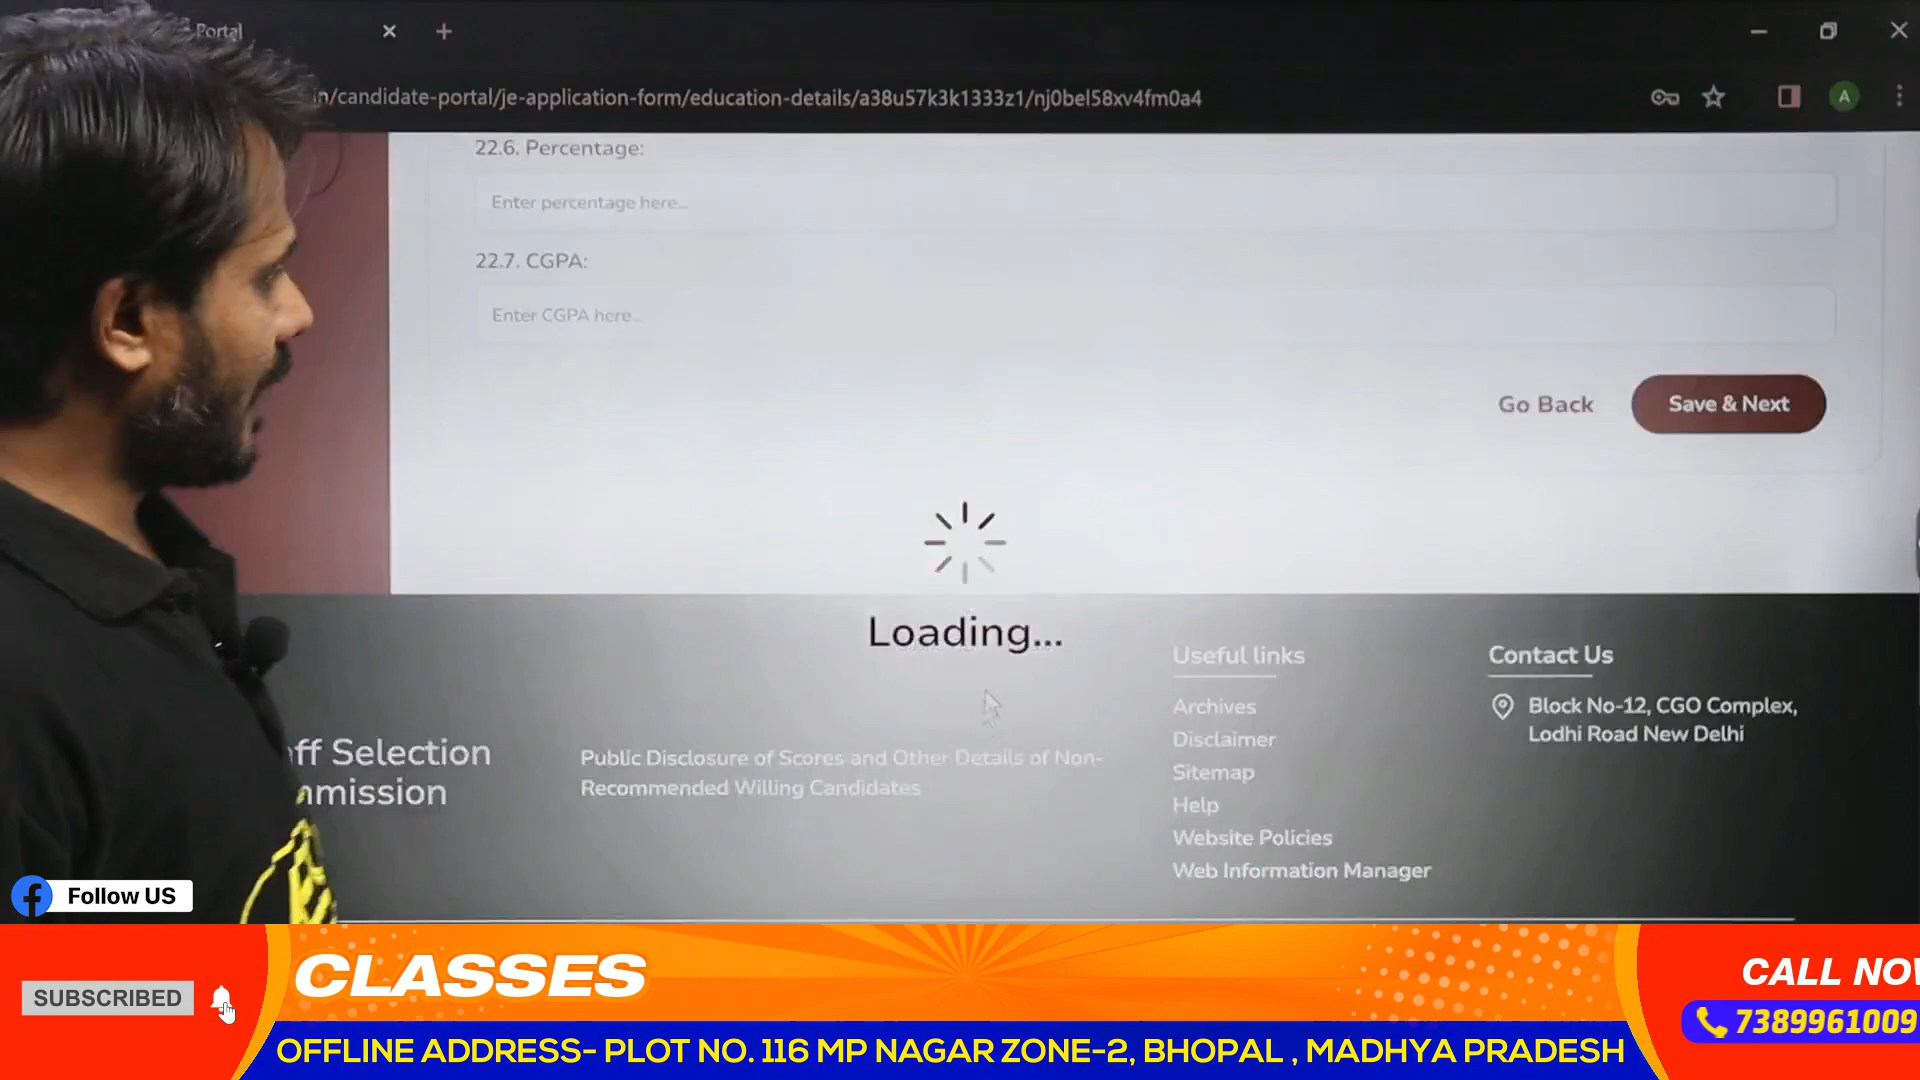 Portal
in/candidate-portal/je-application-form/education-details/a38u57k3k1333z1/nj0bel58xv4fm0a4
A
22.6. Percentage:
Enter percentage here...
22.7. CGPA:
Enter CGPA here...
Go Back
Save & Next
Loading...
Useful links
Contact Us
Archives
Block No-12, CGO Complex,
Lodhi Road New Delhi
Disclaimer
ff Selection
mmission
Public Disclosure of Scores and Other Details of Non-
Recommended Willing Candidates
Sitemap
Help
Website Policies
Web Information Manager
Follow US
SUBSCRIBED
CLASSES
CALL NOW
7389961009
OFFLINE ADDRESS- PLOT NO. 116 MP NAGAR ZONE-2, BHOPAL , MADHYA PRADESH